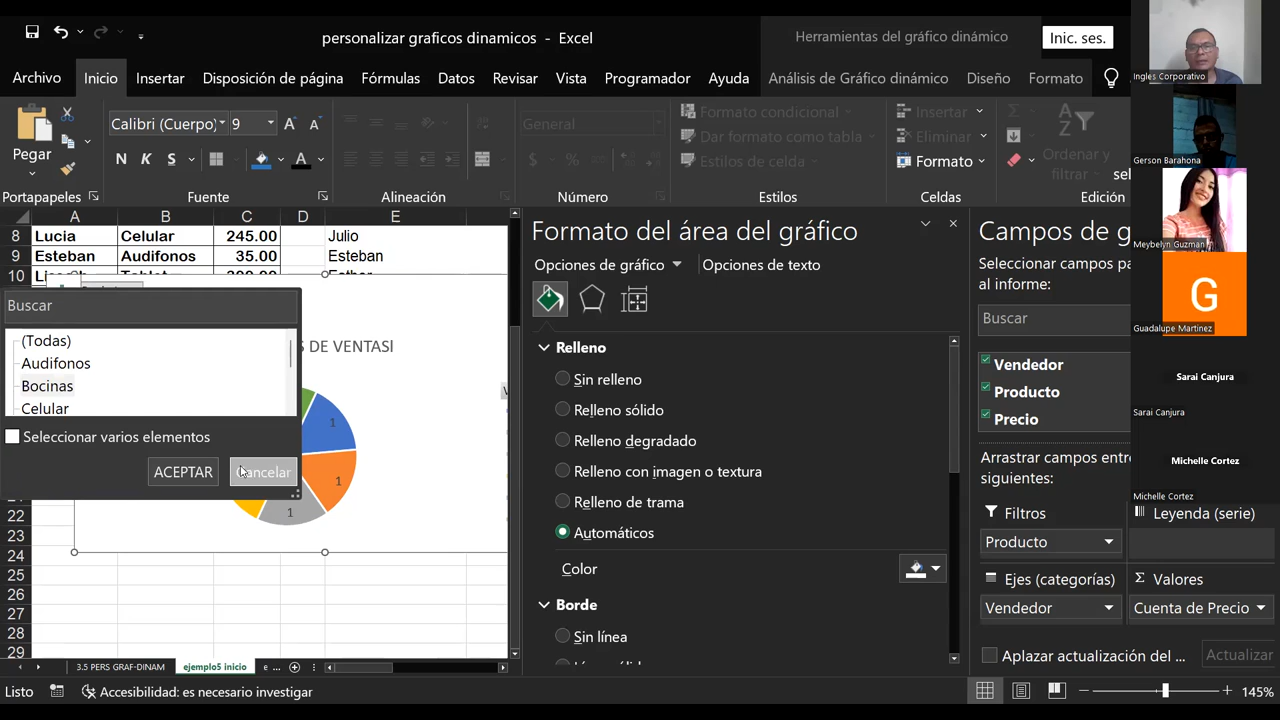 personalizar graficos dinamicos - Excel
Herramientas del gráfico dinámico
Inic. ses.
Archivo
Inicio
Insertar
Disposición de página
Fórmulas
Datos
Revisar
Vista
Programador
Ayuda
Análisis de Gráfico dinámico
Diseño
Formato
Pegar
Calibri (Cuerpo)
9
N K S
General
Formato condicional
Dar formato como tabla
Estilos de celda
Insertar
Eliminar
Formato
Ordenar y
filtrar
Portapapeles
Fuente
Alineación
Número
Estilos
Celdas
Edición
A B C D E
8 Lucia Celular 245.00 Julio
9 Esteban Audifonos 35.00 Esteban
10
Buscar
(Todas)
Audifonos
Bocinas
Celular
Seleccionar varios elementos
ACEPTAR
Cancelar
S DE VENTASI
1
1
1
22
23
24
25
26
27
28
29
Formato del área del gráfico
Opciones de gráfico
Opciones de texto
Relleno
Sin relleno
Relleno sólido
Relleno degradado
Relleno con imagen o textura
Relleno de trama
Automáticos
Color
Borde
Sin línea
Campos de g
Seleccionar campos pa
al informe:
Buscar
Vendedor
Producto
Precio
Arrastrar campos entre
siguientes:
Filtros
Leyenda (serie)
Producto
Ejes (categorías)
Valores
Vendedor
Cuenta de Precio
Aplazar actualización del ...
Actualizar
3.5 PERS GRAF-DINAM
ejemplo5 inicio
e ...
Listo
Accesibilidad: es necesario investigar
145%
Ingles Corporativo
Gerson Barahona
Meybelyn Guzman
G
Guadalupe Martinez
Sarai Canjura
Sarai Canjura
Michelle Cortez
Michelle Cortez